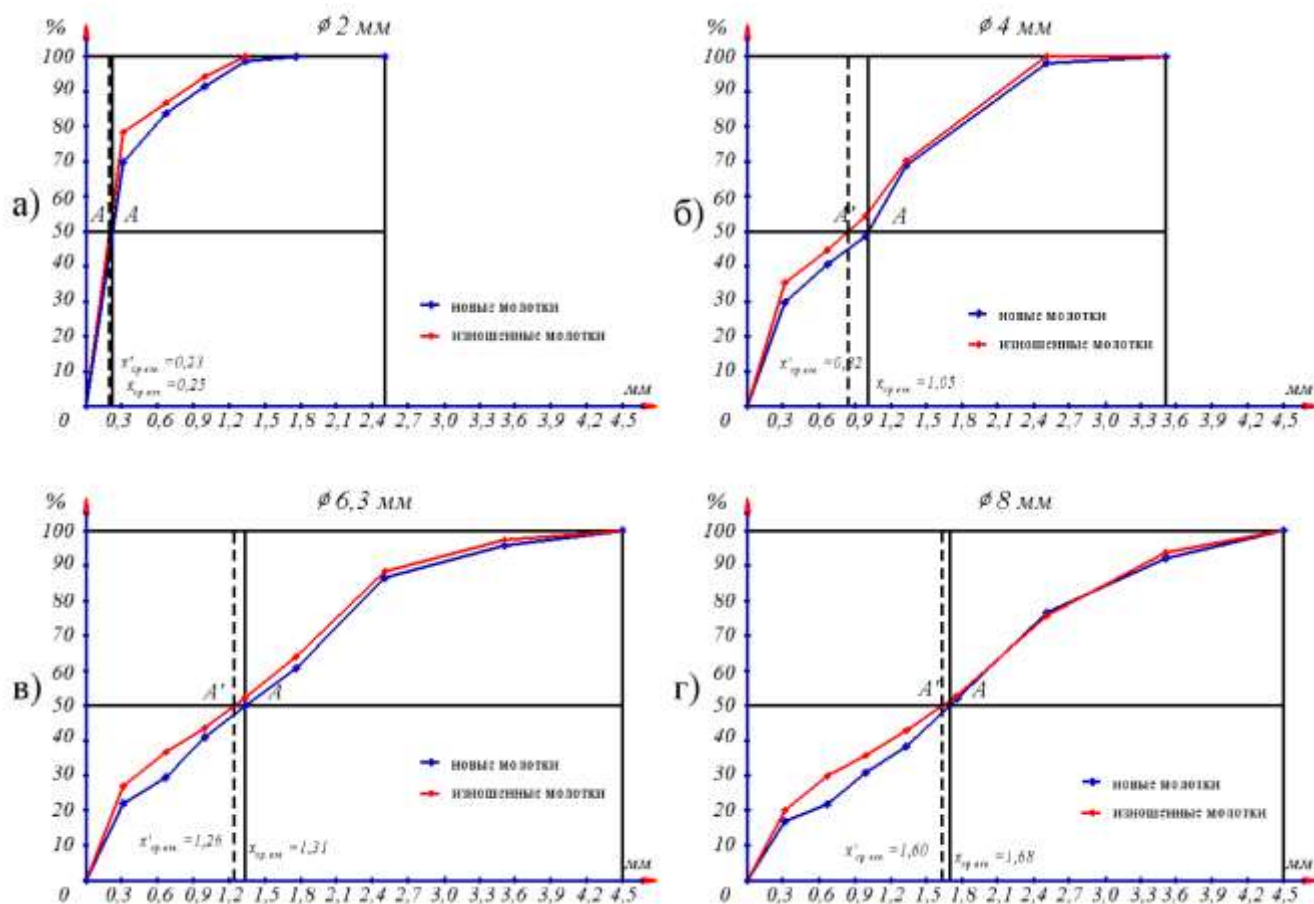 % ϕ 2 мм
100
90
80
70
60
50
40
30
20
10
0
а)
A A
новые молотки
изношенные молотки
x'ср.вз. =0,23
xср.вз. =0,25
мм
0,3 0,6 0,9 1,2 1,5 1,8 2,1 2,4 2,7 3,0 3,3 3,6 3,9 4,2 4,5
% ϕ 4 мм
100
90
80
70
60
50
40
30
20
10
0
б)
A' A
новые молотки
изношенные молотки
x'ср.вз. =0,82
xср.вз. =1,05
мм
0,3 0,6 0,9 1,2 1,5 1,8 2,1 2,4 2,7 3,0 3,3 3,6 3,9 4,2 4,5
% ϕ 6,3 мм
100
90
80
70
60
50
40
30
20
10
0
в)
A' A
новые молотки
изношенные молотки
x'ср.вз. =1,26
xср.вз. =1,31
мм
0,3 0,6 0,9 1,2 1,5 1,8 2,1 2,4 2,7 3,0 3,3 3,6 3,9 4,2 4,5
% ϕ 8 мм
100
90
80
70
60
50
40
30
20
10
0
г)
A' A
новые молотки
изношенные молотки
x'ср.вз. =1,60
xср.вз. =1,68
мм
0,3 0,6 0,9 1,2 1,5 1,8 2,1 2,4 2,7 3,0 3,3 3,6 3,9 4,2 4,5